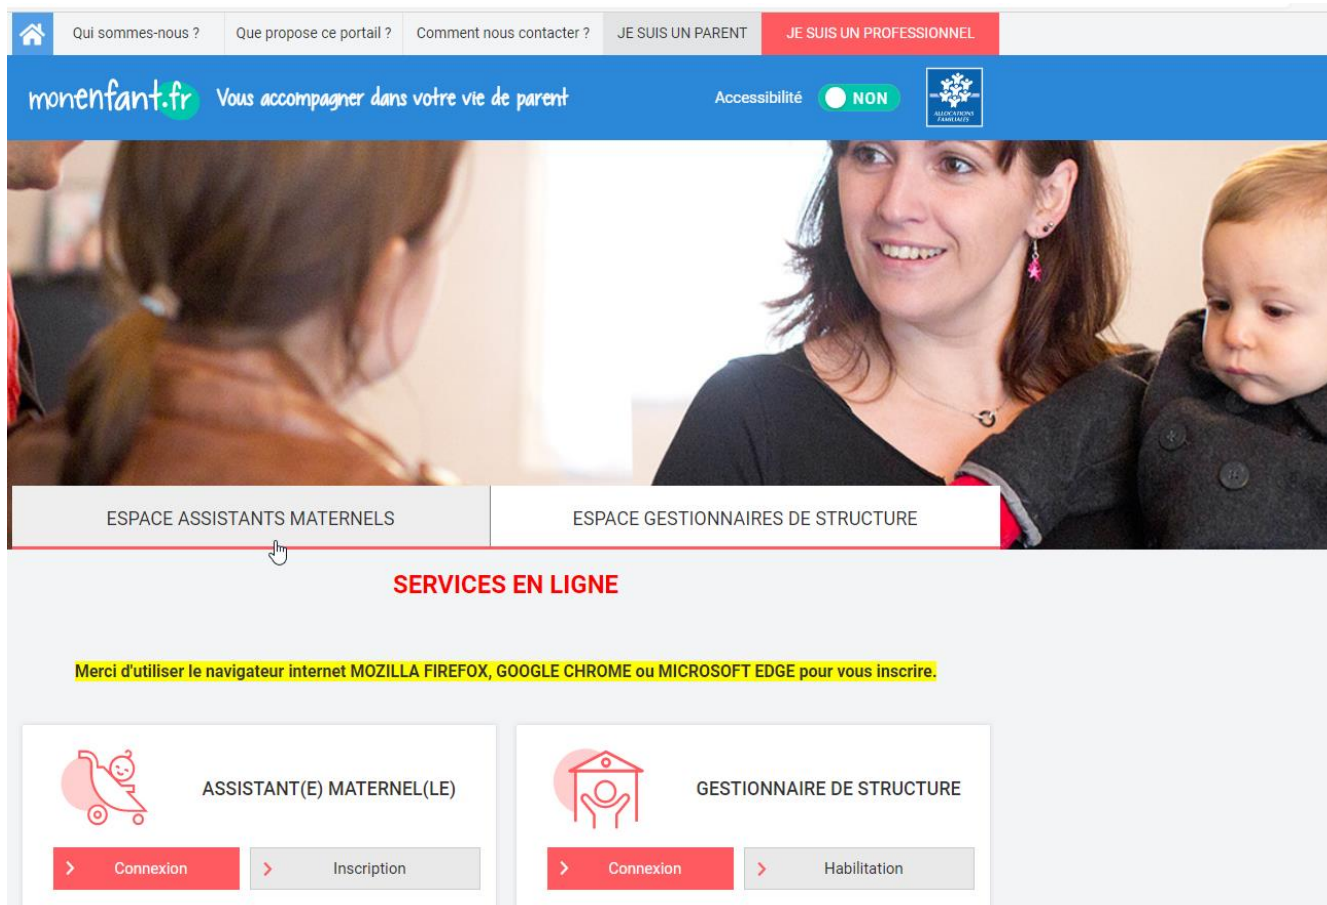 Qui sommes-nous ?
Que propose ce portail ?
Comment nous contacter ?
JE SUIS UN PARENT
JE SUIS UN PROFESSIONNEL
monenfant.fr
Vous accompagner dans votre vie de parent
Accessibilité
NON
ALLOCATIONS
FAMILIALES
ESPACE ASSISTANTS MATERNELS
ESPACE GESTIONNAIRES DE STRUCTURE
SERVICES EN LIGNE
Merci d'utiliser le navigateur internet MOZILLA FIREFOX, GOOGLE CHROME ou MICROSOFT EDGE pour vous inscrire.
ASSISTANT(E) MATERNEL(LE)
Connexion
Inscription
GESTIONNAIRE DE STRUCTURE
Connexion
Habilitation